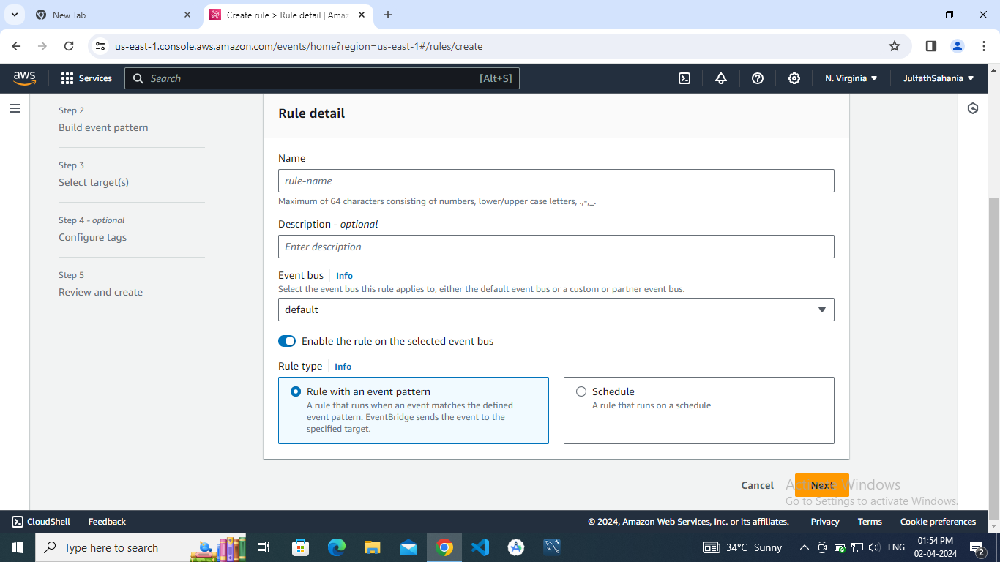 New Tab
Create rule > Rule detail | Amaz
us-east-1.console.aws.amazon.com/events/home?region=us-east-1#/rules/create
aws
Services
Search
[Alt+S]
N. Virginia
JulfathSahania
Step 2
Build event pattern
Step 3
Select target(s)
Step 4 - optional
Configure tags
Step 5
Review and create
Rule detail
Name
rule-name
Maximum of 64 characters consisting of numbers, lower/upper case letters, .,-,_.
Description - optional
Enter description
Event bus
Info
Select the event bus this rule applies to, either the default event bus or a custom or partner event bus.
default
Enable the rule on the selected event bus
Rule type
Info
Rule with an event pattern
A rule that runs when an event matches the defined
event pattern. EventBridge sends the event to the
specified target.
Schedule
A rule that runs on a schedule
Cancel
Next
Activate Windows
Go to Settings to activate Windows.
CloudShell
Feedback
© 2024, Amazon Web Services, Inc. or its affiliates.
Privacy
Terms
Cookie preferences
Type here to search
34°C Sunny
ENG
01:54 PM
02-04-2024
2